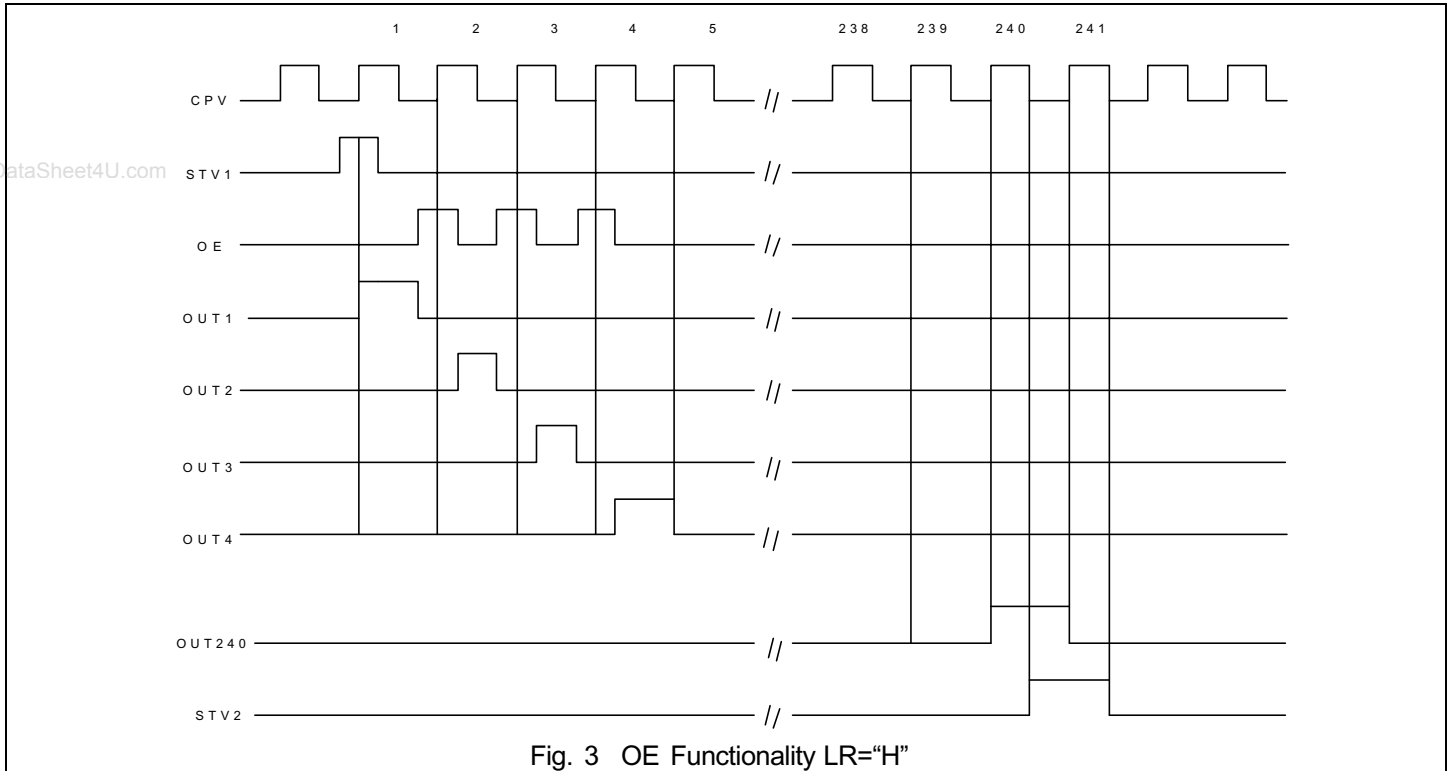 1 2 3 4 5 238 239 240 241
CPV
DataSheet4U.com
STV1
OE
OUT1
OUT2
OUT3
OUT4
OUT240
STV2
Fig. 3 OE Functionality LR=“H”